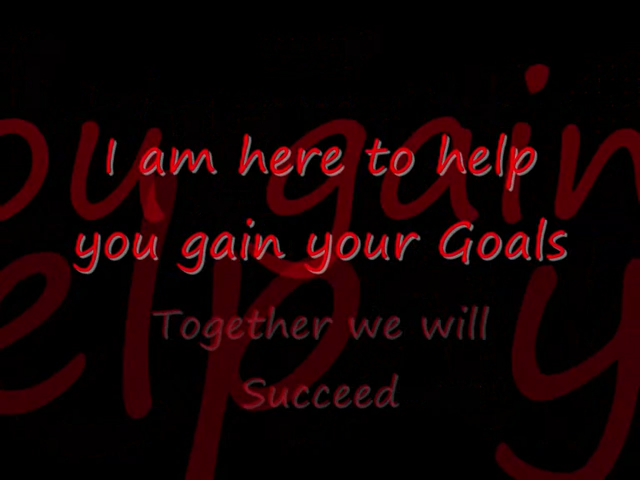 I am here to help
you gain your Goals
Together we will
Succeed